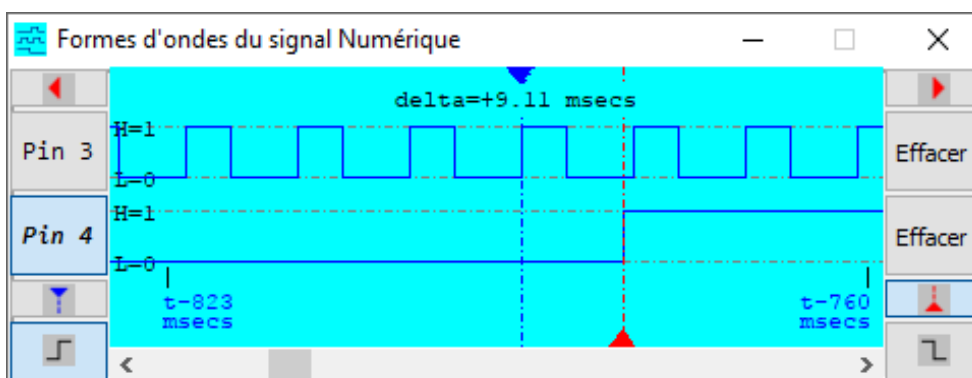 Formes d'ondes du signal Numérique
delta=+9.11 msecs
Pin 3
H=1
L=0
Effacer
Pin 4
H=1
L=0
Effacer
t-823
msecs
t-760
msecs